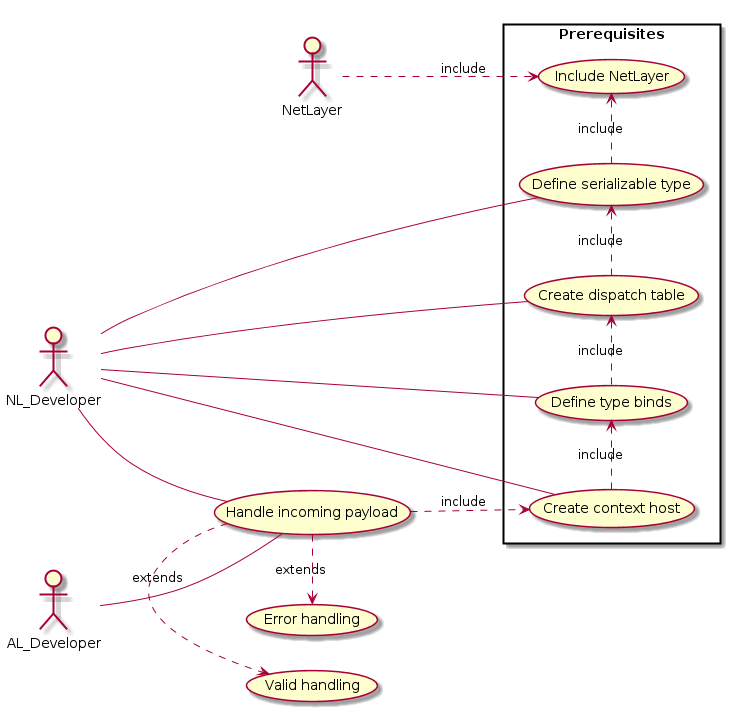 Prerequisites
include
Include NetLayer
NetLayer
include
Define serializable type
include
Create dispatch table
include
NL_Developer
Define type binds
include
include
Handle incoming payload
Create context host
extends
extends
Error handling
AL_Developer
Valid handling